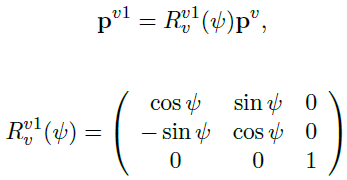 p^{v1} = R_v^{v1}(ψ)p^v,
R_v^{v1}(ψ) = ( cos ψ  sin ψ  0
− sin ψ  cos ψ  0
0  0  1 )